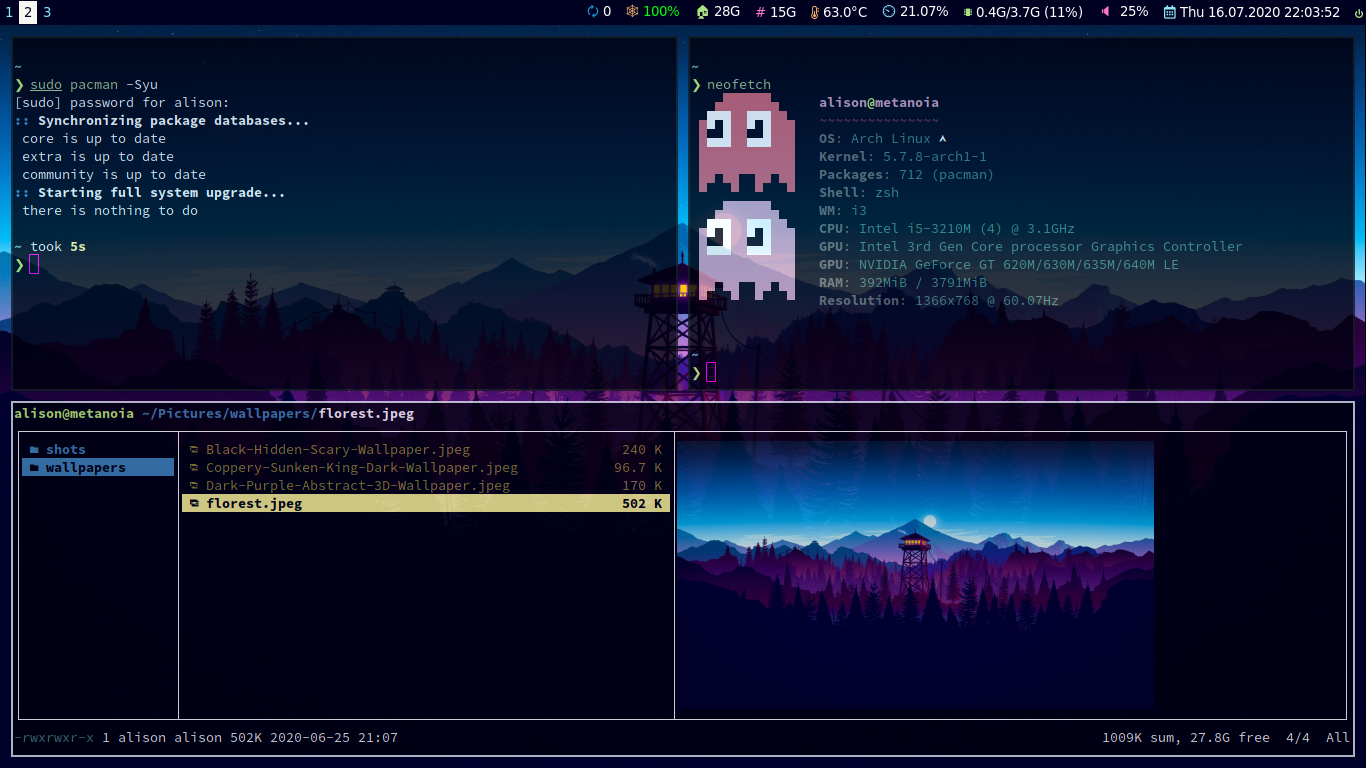 1 2 3 0 100% 28G # 15G 63.0°C 21.07% 0.4G/3.7G (11%) 25% Thu 16.07.2020 22:03:52
~
❯ sudo pacman -Syu
[sudo] password for alison:
:: Synchronizing package databases...
core is up to date
extra is up to date
community is up to date
:: Starting full system upgrade...
there is nothing to do
~ took 5s
❯
~
❯ neofetch
alison@metanoia
~~~~~~~~~~~~~~~
OS: Arch Linux
Kernel: 5.7.8-arch1-1
Packages: 712 (pacman)
Shell: zsh
WM: i3
CPU: Intel i5-3210M (4) @ 3.1GHz
GPU: Intel 3rd Gen Core processor Graphics Controller
GPU: NVIDIA GeForce GT 620M/630M/635M/640M LE
RAM: 392MiB / 3791MiB
Resolution: 1366x768 @ 60.07Hz
~
❯
alison@metanoia ~/Pictures/wallpapers/florest.jpeg
shots
wallpapers
Black-Hidden-Scary-Wallpaper.jpeg 240 K
Coppery-Sunken-King-Dark-Wallpaper.jpeg 96.7 K
Dark-Purple-Abstract-3D-Wallpaper.jpeg 170 K
florest.jpeg 502 K
-rwxrwxr-x 1 alison alison 502K 2020-06-25 21:07 1009K sum, 27.8G free 4/4 All